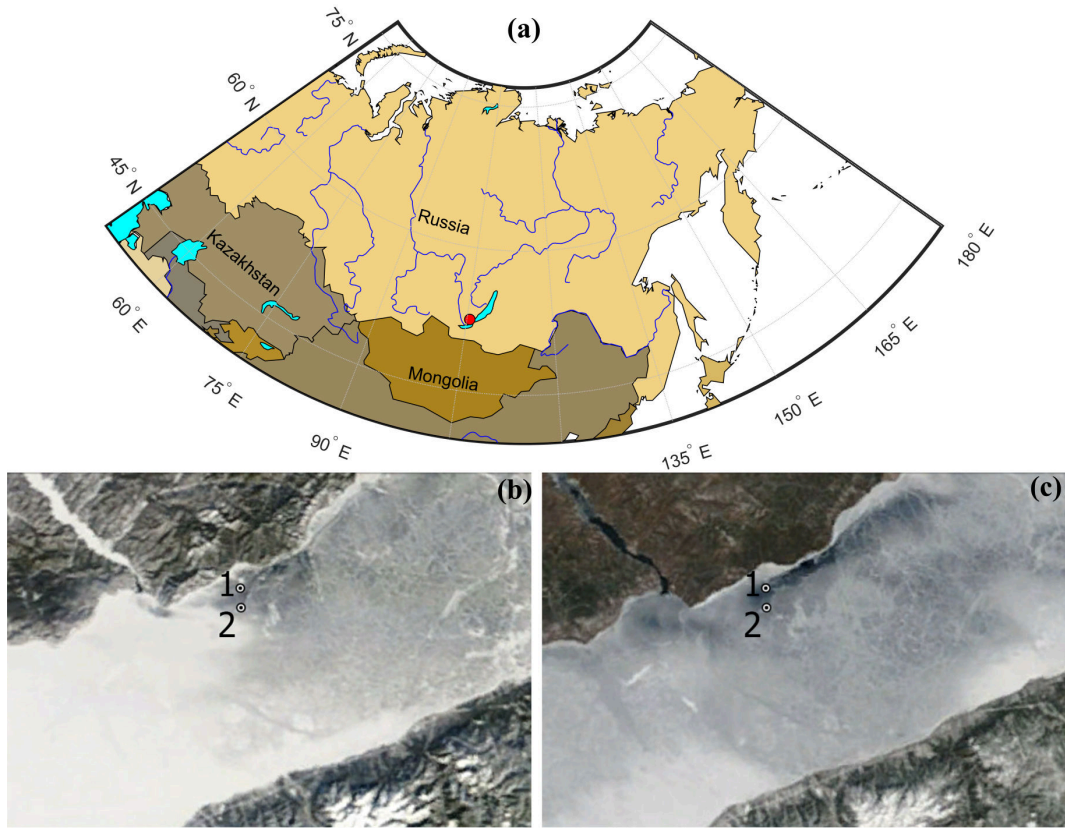 (a)
75° N
60° N
45° N
Russia
Kazakhstan
Mongolia
60° E
75° E
90° E
135° E
150° E
165° E
180° E
(b)
1
2
(c)
1
2